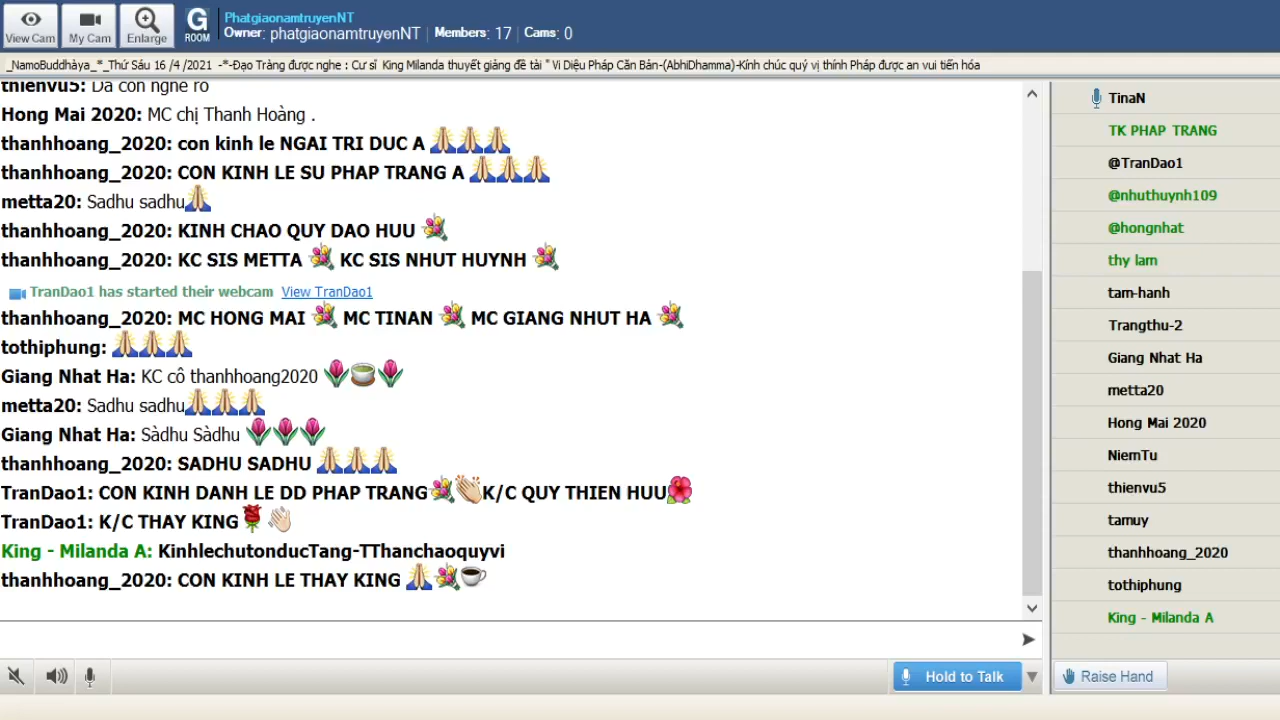 View Cam
My Cam
Enlarge
G
ROOM
PhatgiaonamtruyenNT
Owner: phatgiaonamtruyenNT | Members: 17 | Cams: 0
_NamoBuddhàya_*_Thứ Sáu 16 /4 /2021 -*-Đạo Tràng được nghe : Cư sĩ King Milanda thuyết giảng đề tài " Vi Diệu Pháp Căn Bản-(AbhiDhamma)-Kính chúc quý vị thính Pháp được an vui tiến hóa
thienvu5: Da con nghe ro
Hong Mai 2020: MC chị Thanh Hoàng .
thanhhoang_2020: con kinh le NGAI TRI DUC A
thanhhoang_2020: CON KINH LE SU PHAP TRANG A
metta20: Sadhu sadhu
thanhhoang_2020: KINH CHAO QUY DAO HUU
thanhhoang_2020: KC SIS METTA KC SIS NHUT HUYNH
TranDao1 has started their webcam View TranDao1
thanhhoang_2020: MC HONG MAI MC TINAN MC GIANG NHUT HA
tothiphung:
Giang Nhat Ha: KC cô thanhhoang2020
metta20: Sadhu sadhu
Giang Nhat Ha: Sàdhu Sàdhu
thanhhoang_2020: SADHU SADHU
TranDao1: CON KINH DANH LE DD PHAP TRANG K/C QUY THIEN HUU
TranDao1: K/C THAY KING
King - Milanda A: KinhlechutonducTang-TThanchaoquyvi
thanhhoang_2020: CON KINH LE THAY KING
Hold to Talk
TinaN
TK PHAP TRANG
@TranDao1
@nhuthuynh109
@hongnhat
thy lam
tam-hanh
Trangthu-2
Giang Nhat Ha
metta20
Hong Mai 2020
NiemTu
thienvu5
tamuy
thanhhoang_2020
tothiphung
King - Milanda A
Raise Hand